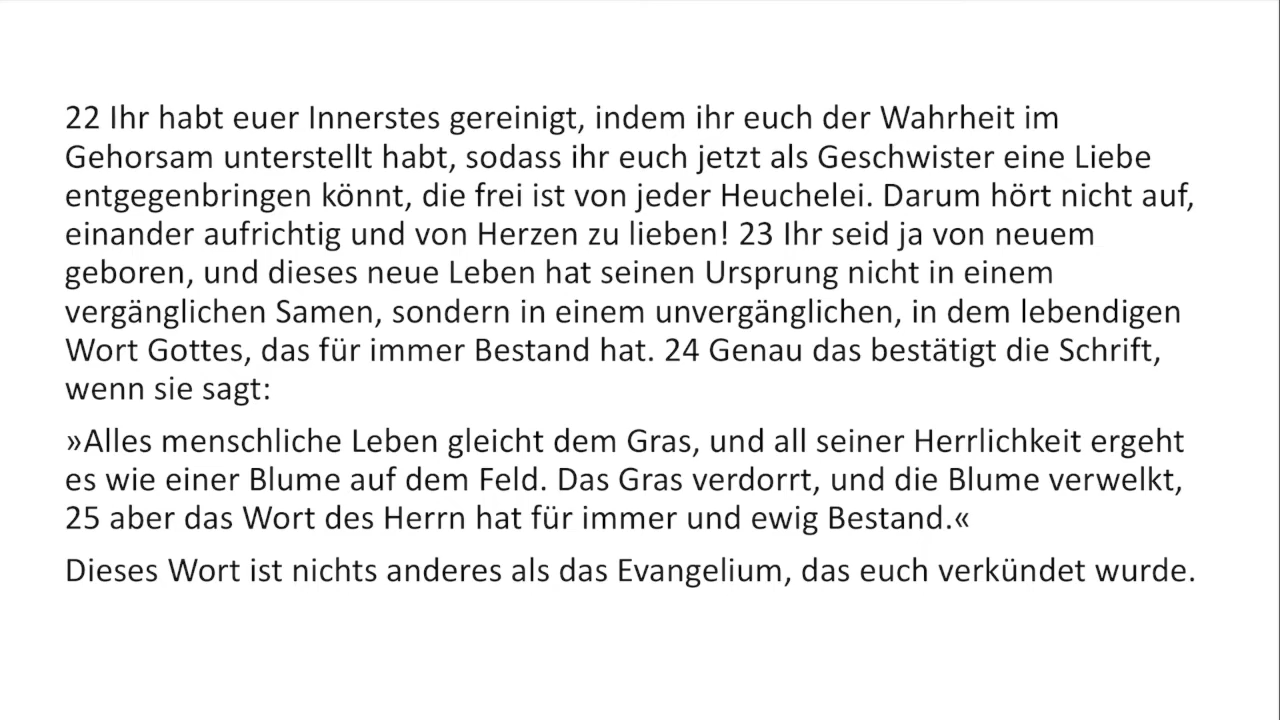 22 Ihr habt euer Innerstes gereinigt, indem ihr euch der Wahrheit im
Gehorsam unterstellt habt, sodass ihr euch jetzt als Geschwister eine Liebe
entgegenbringen könnt, die frei ist von jeder Heuchelei. Darum hört nicht auf,
einander aufrichtig und von Herzen zu lieben! 23 Ihr seid ja von neuem
geboren, und dieses neue Leben hat seinen Ursprung nicht in einem
vergänglichen Samen, sondern in einem unvergänglichen, in dem lebendigen
Wort Gottes, das für immer Bestand hat. 24 Genau das bestätigt die Schrift,
wenn sie sagt:
»Alles menschliche Leben gleicht dem Gras, und all seiner Herrlichkeit ergeht
es wie einer Blume auf dem Feld. Das Gras verdorrt, und die Blume verwelkt,
25 aber das Wort des Herrn hat für immer und ewig Bestand.«
Dieses Wort ist nichts anderes als das Evangelium, das euch verkündet wurde.